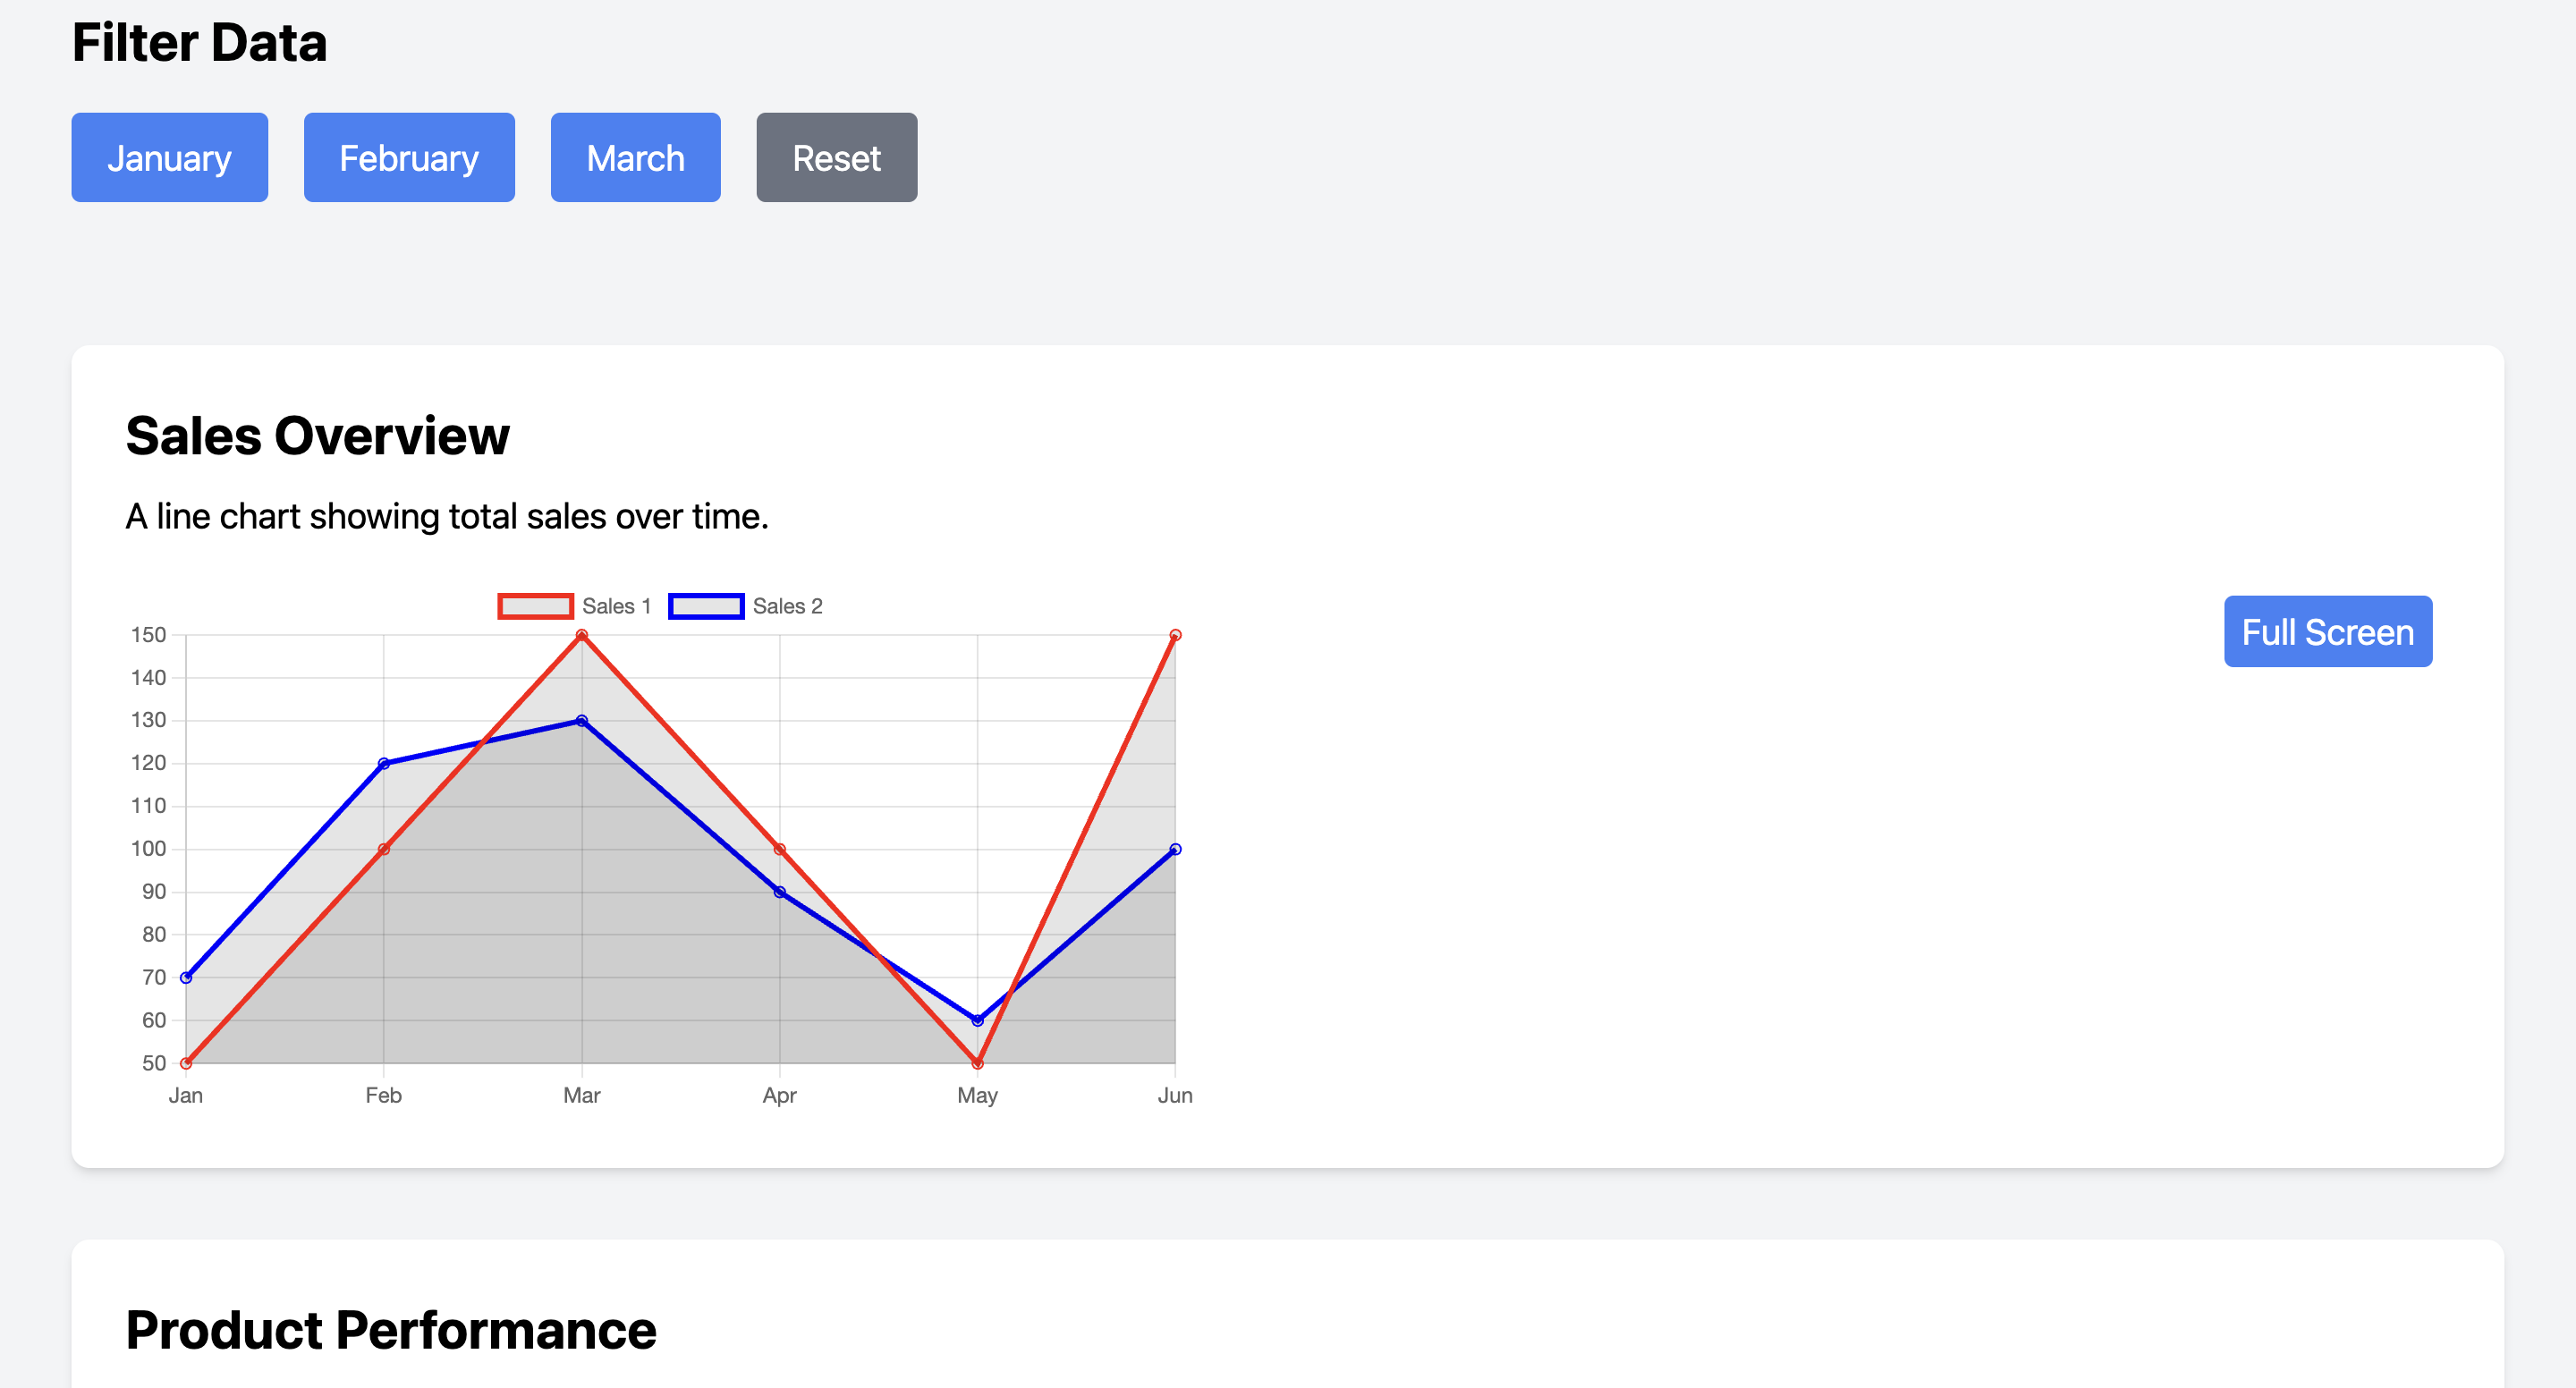 Filter Data
January February March Reset
Sales Overview
A line chart showing total sales over time.
Sales 1 Sales 2
Full Screen
150
140
130
120
110
100
90
80
70
60
50
Jan Feb Mar Apr May Jun
Product Performance